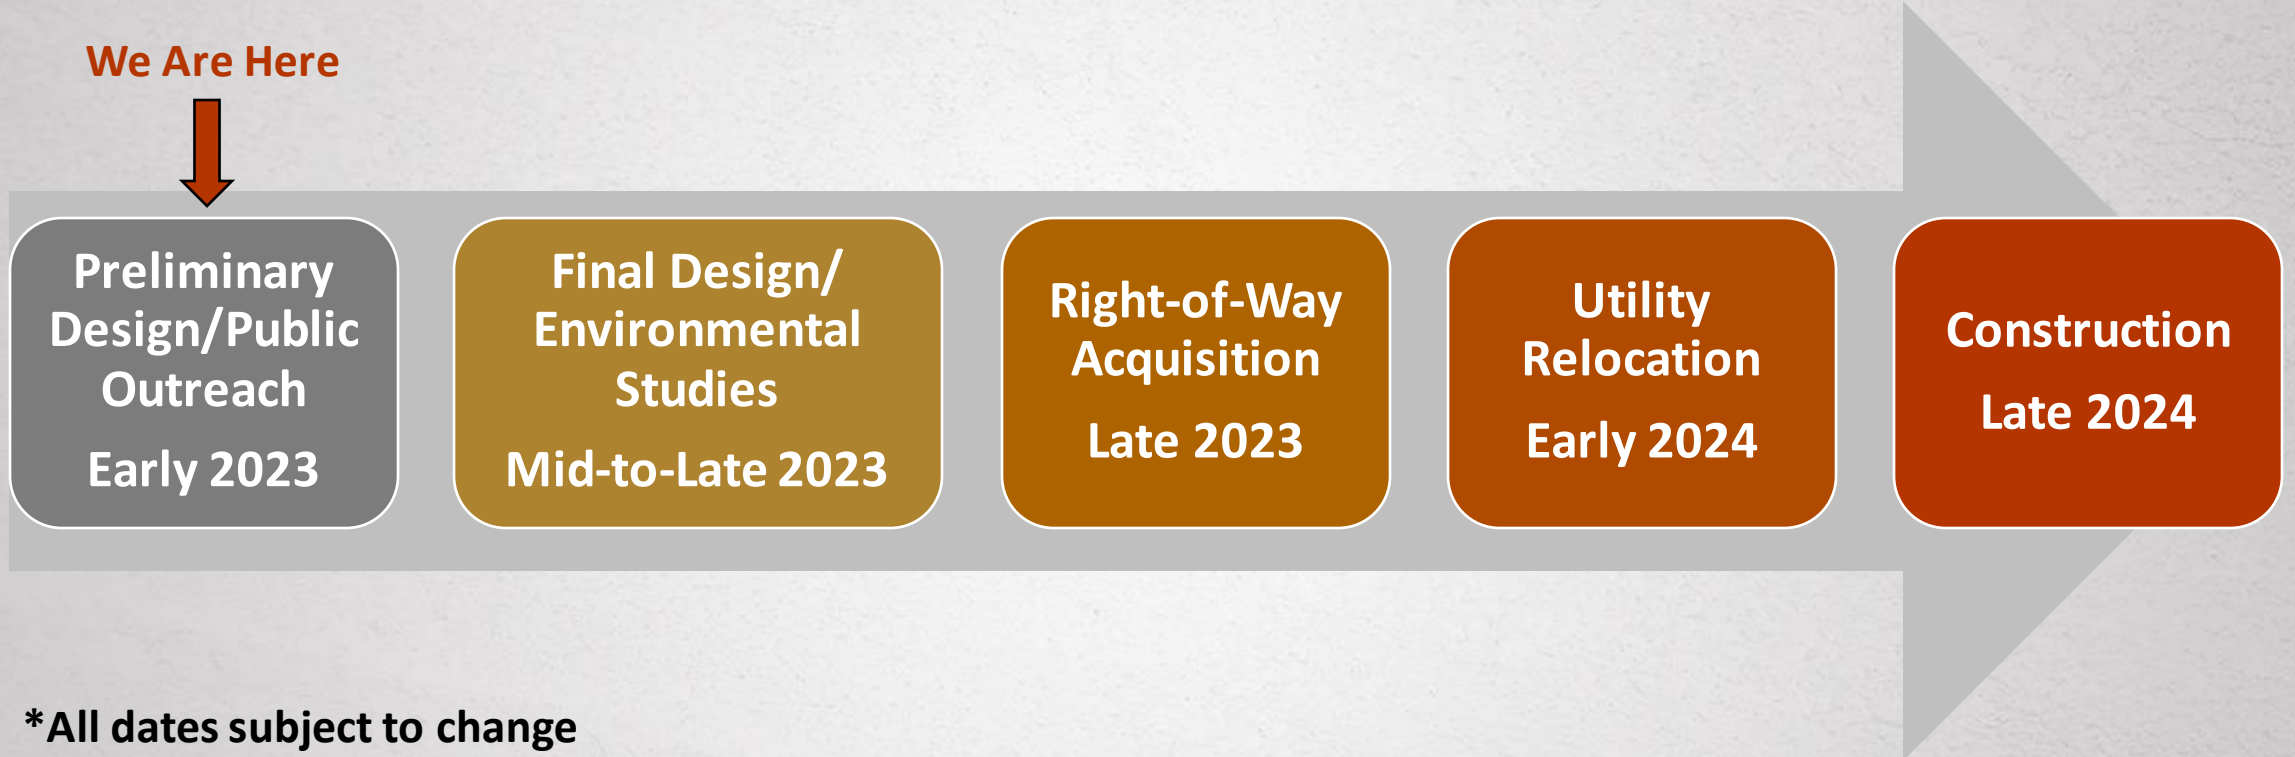 We Are Here
Preliminary
Design/Public
Outreach
Early 2023
Final Design/
Environmental
Studies
Mid-to-Late 2023
Right-of-Way
Acquisition
Late 2023
Utility
Relocation
Early 2024
Construction
Late 2024
*All dates subject to change